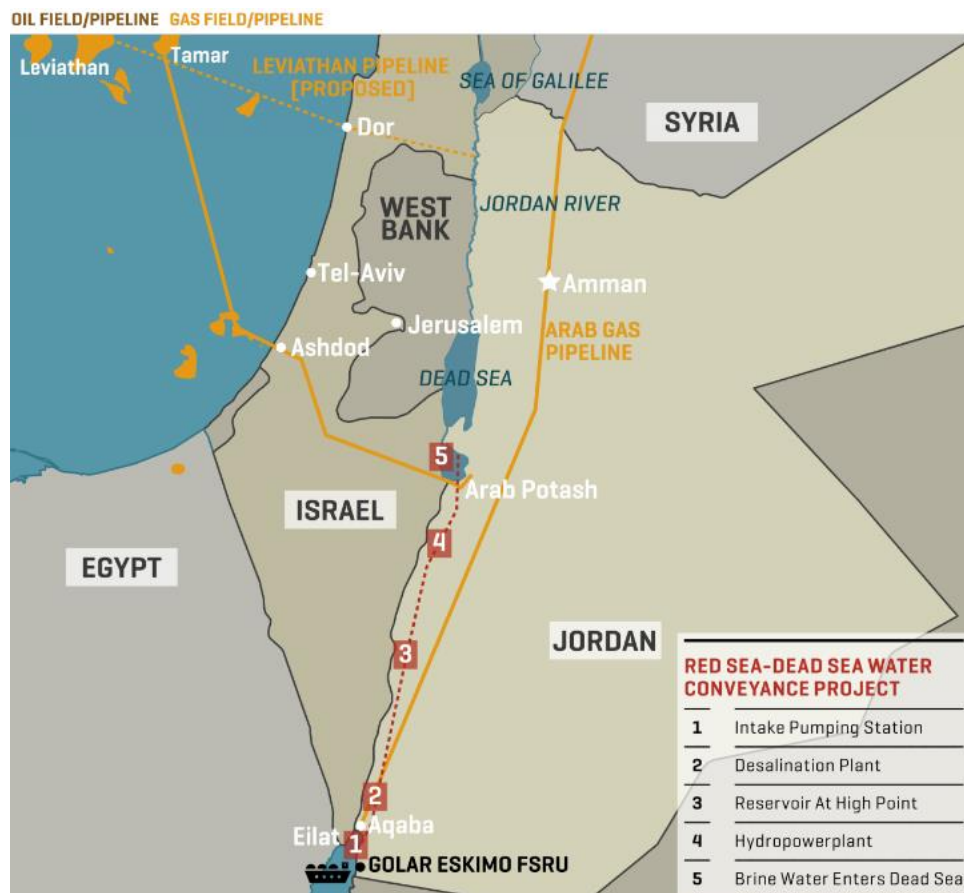 OIL FIELD/PIPELINE GAS FIELD/PIPELINE
Leviathan
Tamar
LEVIATHAN PIPELINE
[PROPOSED]
SEA OF GALILEE
SYRIA
Dor
WEST
BANK
JORDAN RIVER
Tel-Aviv
Amman
Jerusalem
ARAB GAS
PIPELINE
Ashdod
DEAD SEA
5
Arab Potash
ISRAEL
4
EGYPT
3
JORDAN
2
Eilat
Aqaba
1
GOLAR ESKIMO FSRU
RED SEA-DEAD SEA WATER
CONVEYANCE PROJECT
1 Intake Pumping Station
2 Desalination Plant
3 Reservoir At High Point
4 Hydropowerplant
5 Brine Water Enters Dead Sea